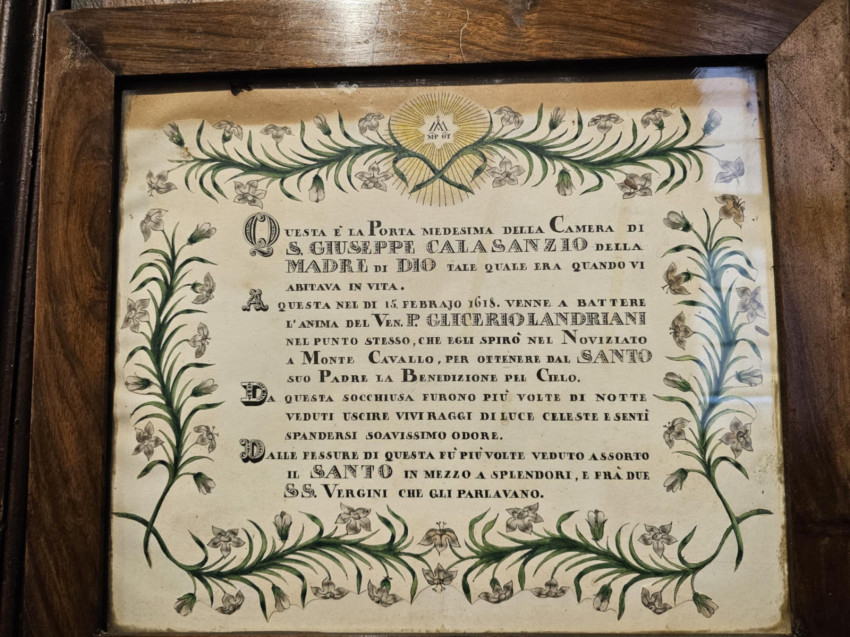 MP ΘΥ
QUESTA E' LA PORTA MEDESIMA DELLA CAMERA DI
S. GIUSEPPE CALASANZIO DELLA
MADRE DI DIO TALE QUALE ERA QUANDO VI
ABITAVA IN VITA.
A QUESTA NEL DI 15 FEBRAJO 1618. VENNE A BATTERE
L'ANIMA DEL VEN. P. GLICERIO LANDRIANI
NEL PUNTO STESSO, CHE EGLI SPIRÒ NEL NOVIZIATO
A MONTE CAVALLO, PER OTTENERE DAL SANTO
SUO PADRE LA BENEDIZIONE PEL CIELO.
DA QUESTA SOCCHIUSA FURONO PIÙ VOLTE DI NOTTE
VEDUTI USCIRE VIVI RAGGI DI LUCE CELESTE E SENTÌ
SPANDERSI SOAVISSIMO ODORE.
DALLE FESSURE DI QUESTA FÙ PIÙ VOLTE VEDUTO ASSORTO
IL SANTO IN MEZZO A SPLENDORI, E FRÀ DUE
SS. VERGINI CHE GLI PARLAVANO.